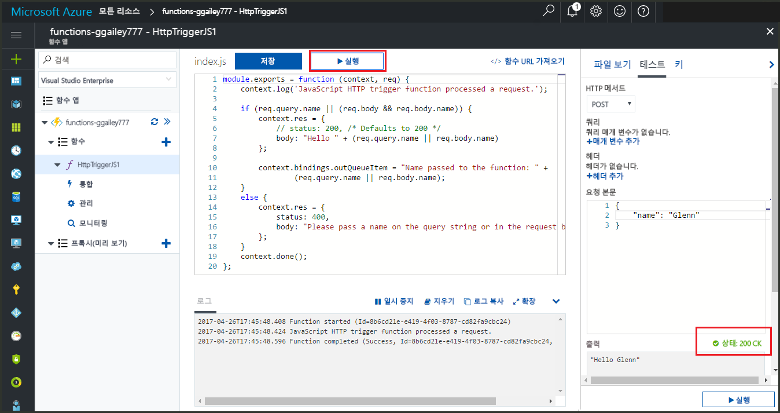 Microsoft Azure 모든 리소스 > functions-ggailey777 - HttpTriggerJS1
1
functions-ggailey777 - HttpTriggerJS1
함수 앱
검색
Visual Studio Enterprise
함수 앱
functions-ggailey777
함수
HttpTriggerJS1
통합
관리
모니터링
프록시(미리 보기)
index.js
저장
실행
</> 함수 URL 가져오기
1 module.exports = function (context, req) {
2 context.log('JavaScript HTTP trigger function processed a request.');
3
4 if (req.query.name || (req.body && req.body.name)) {
5 context.res = {
6 // status: 200, /* Defaults to 200 */
7 body: "Hello " + (req.query.name || req.body.name)
8 };
9
10 context.bindings.outQueueItem = "Name passed to the function: " +
11 (req.query.name || req.body.name);
12 }
13 else {
14 context.res = {
15 status: 400,
16 body: "Please pass a name on the query string or in the request b
17 };
18 }
19 context.done();
20 };
로그
일시 중지
지우기
로그 복사
확장
2017-04-26T17:45:48.408 Function started (Id=8b6cd2le-e419-4f03-8787-cd82fa9cbc24)
2017-04-26T17:45:48.424 JavaScript HTTP trigger function processed a request.
2017-04-26T17:45:48.596 Function completed (Success, Id=8b6cd2le-e419-4f03-8787-cd82fa9cbc24,
파일 보기
테스트
키
HTTP 메서드
POST
쿼리
쿼리 매개 변수가 없습니다.
+매개 변수 추가
헤더
헤더가 없습니다.
+헤더 추가
요청 본문
1 {
2 "name": "Glenn"
3 }
출력
상태: 200 CK
"Hello Glenn"
실행